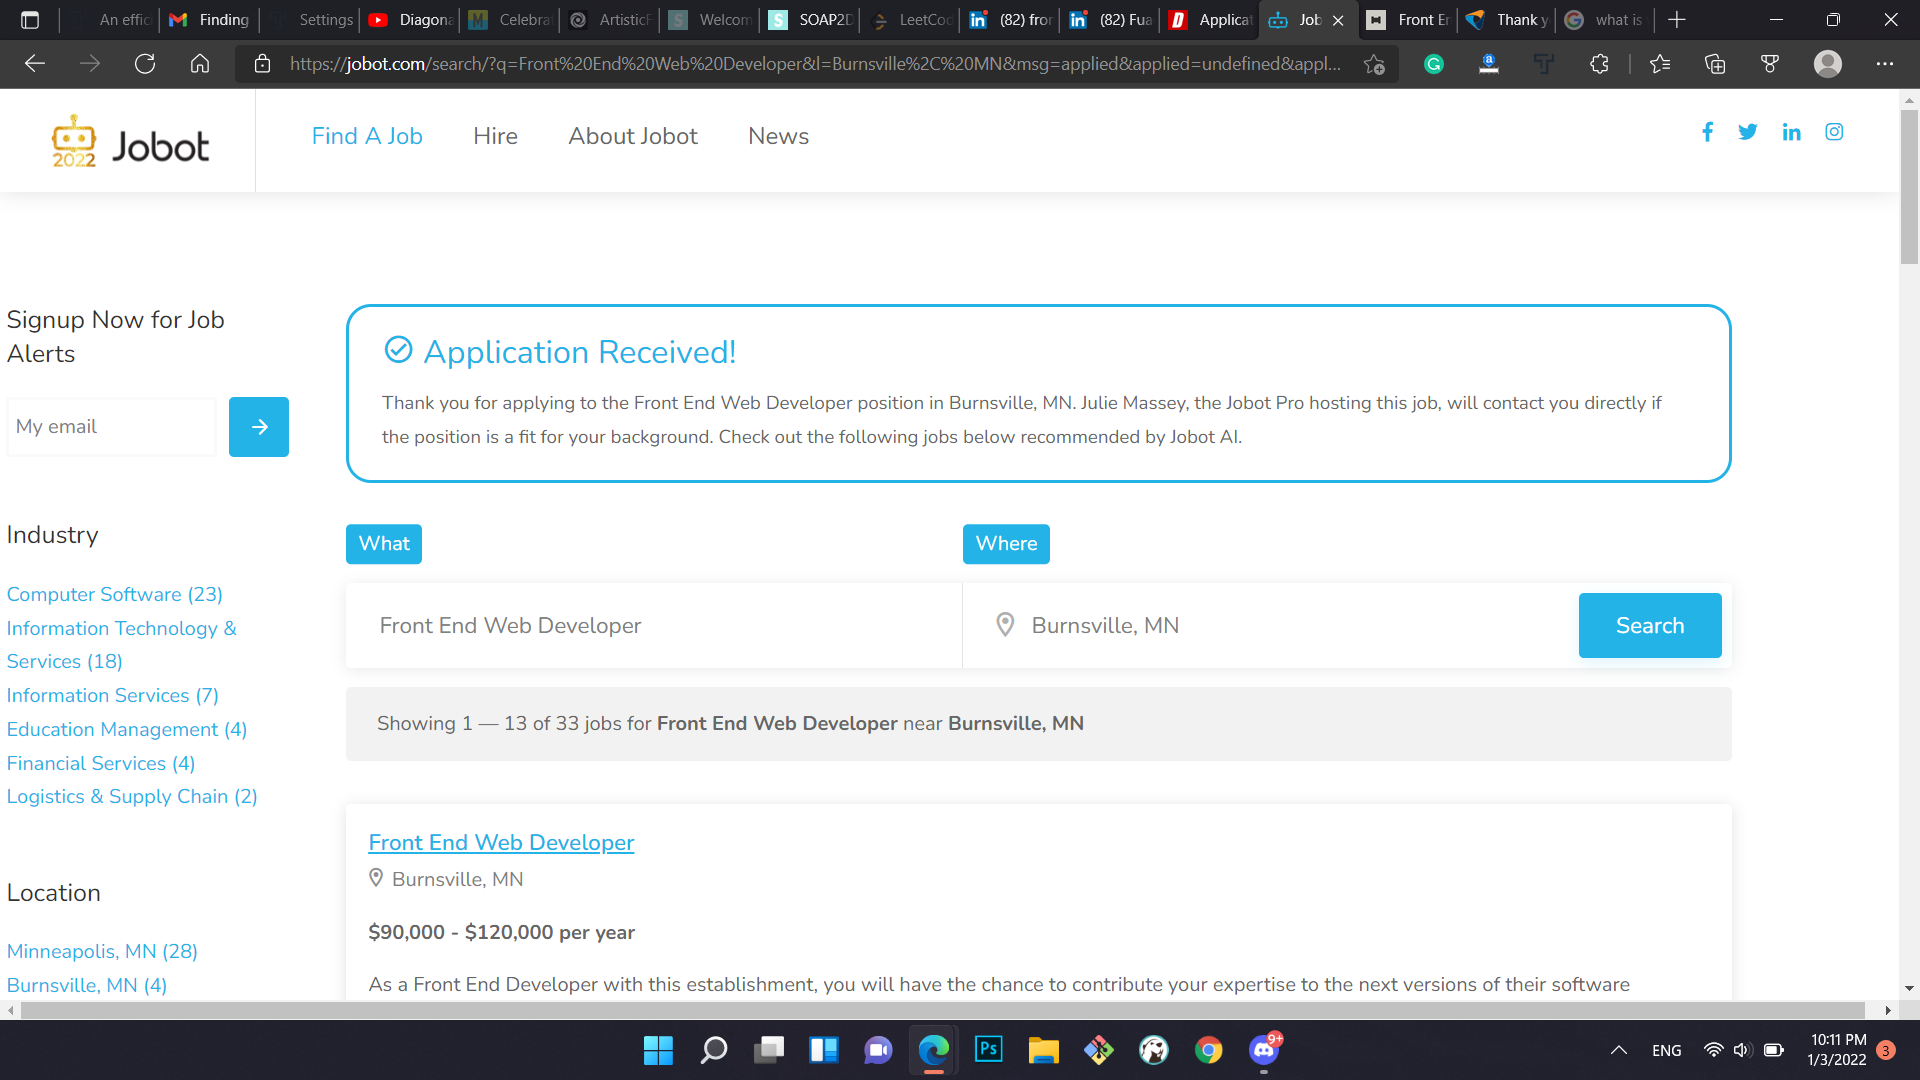 An effic
Finding
Settings
Diagona
Celebrat
ArtisticF
Welcom
SOAP2D
LeetCod
(82) fron
(82) Fua
Applicat
Job
Front En
Thank y
what is
https://jobot.com/search/?q=Front%20End%20Web%20Developer&l=Burnsville%2C%20MN&msg=applied&applied=undefined&appl...
2022
Jobot
Find A Job
Hire
About Jobot
News
Signup Now for Job
Alerts
My email
Application Received!
Thank you for applying to the Front End Web Developer position in Burnsville, MN. Julie Massey, the Jobot Pro hosting this job, will contact you directly if
the position is a fit for your background. Check out the following jobs below recommended by Jobot AI.
Industry
Computer Software (23)
Information Technology &
Services (18)
Information Services (7)
Education Management (4)
Financial Services (4)
Logistics & Supply Chain (2)
Location
Minneapolis, MN (28)
Burnsville, MN (4)
What
Where
Front End Web Developer
Burnsville, MN
Search
Showing 1 — 13 of 33 jobs for Front End Web Developer near Burnsville, MN
Front End Web Developer
Burnsville, MN
$90,000 - $120,000 per year
As a Front End Developer with this establishment, you will have the chance to contribute your expertise to the next versions of their software
Ps
9+
ENG
10:11 PM
1/3/2022
3